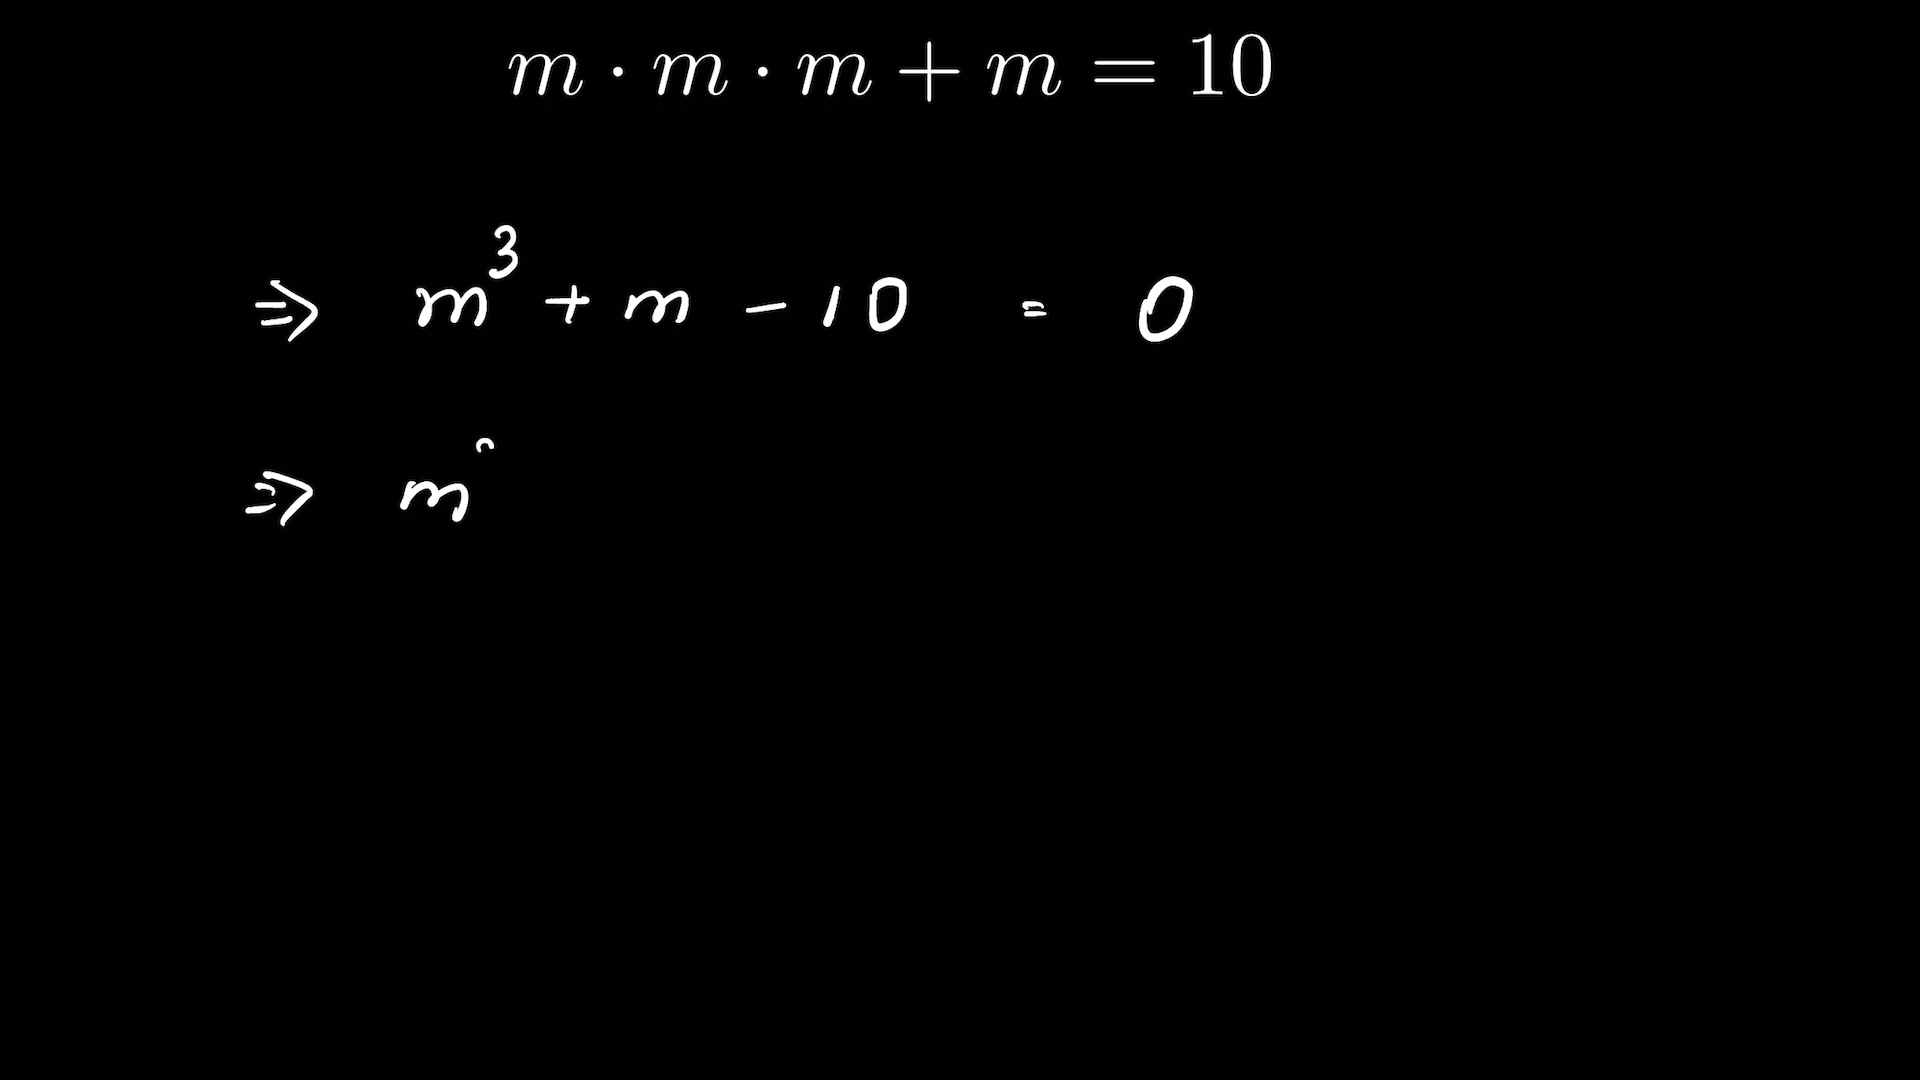 m · m · m + m = 10
⇒ m³ + m - 10 = 0
⇒ m